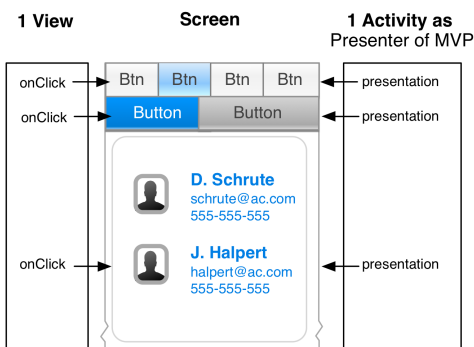 1 View
Screen
1 Activity as
Presenter of MVP
onClick
Btn
Btn
Btn
Btn
presentation
onClick
Button
Button
presentation
D. Schrute
schrute@ac.com
555-555-555
onClick
J. Halpert
presentation
halpert@ac.com
555-555-555